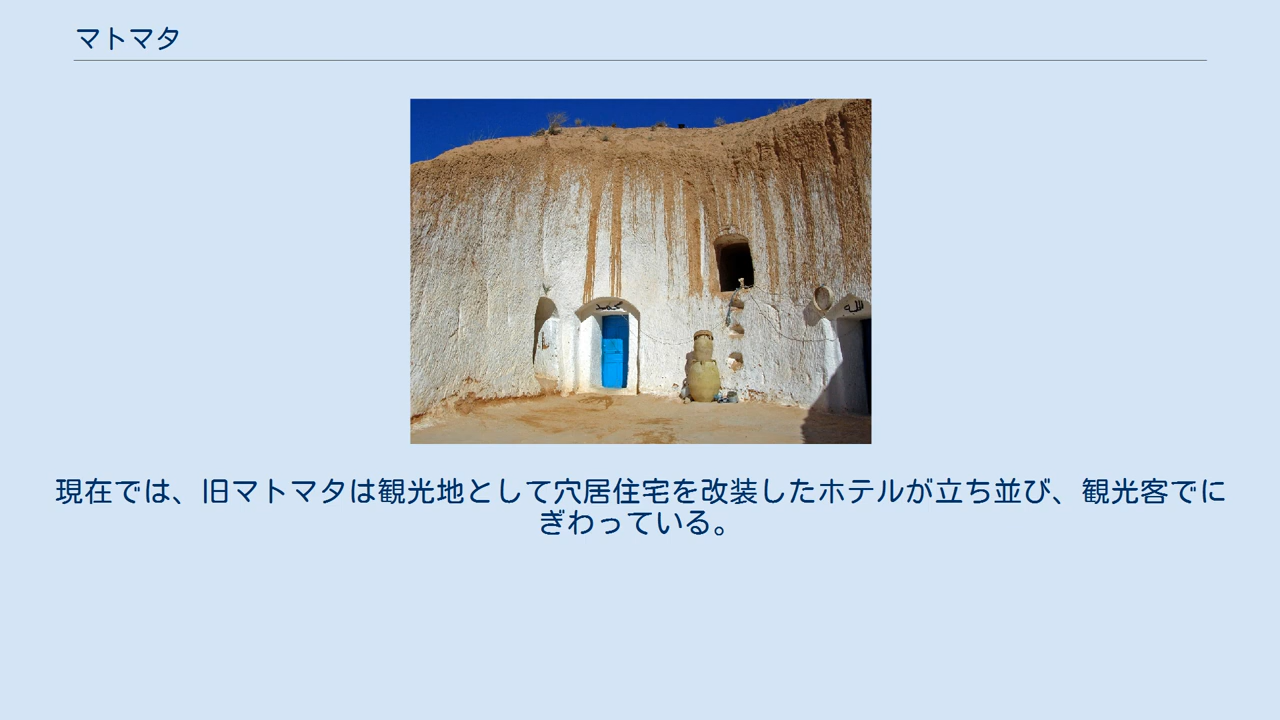 マトマタ
محمد
الله
現在では、旧マトマタは観光地として穴居住宅を改装したホテルが立ち並び、観光客でに
ぎわっている。